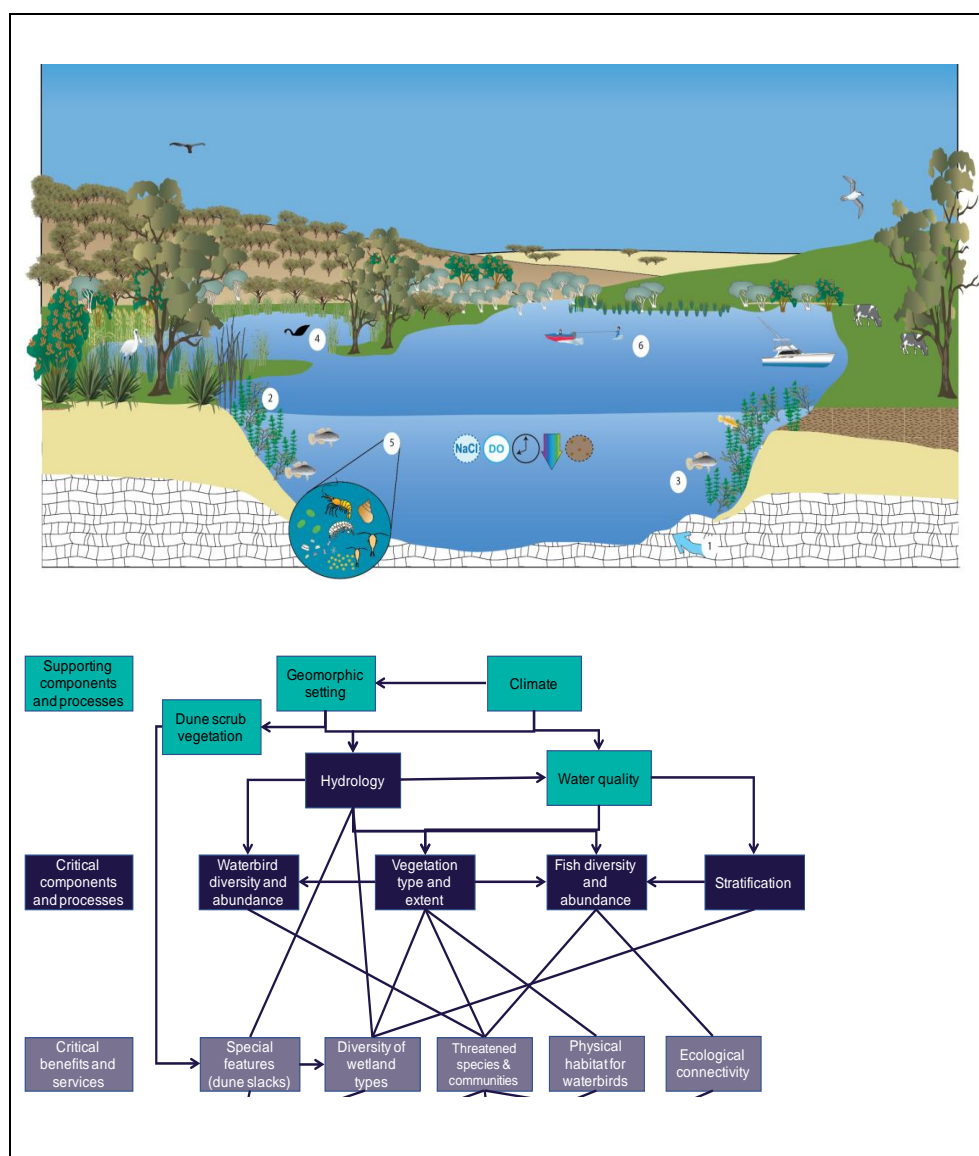 4
6
2
5
NaCl DO
3
1
Supporting
components
and processes
Geomorphic
setting
Climate
Dune scrub
vegetation
Hydrology
Water quality
Critical
components
and processes
Waterbird
diversity and
abundance
Vegetation
type and
extent
Fish diversity
and
abundance
Stratification
Critical
benefits and
services
Special
features
(dune slacks)
Diversity of
wetland
types
Threatened
species &
communities
Physical
habitat for
waterbirds
Ecological
connectivity